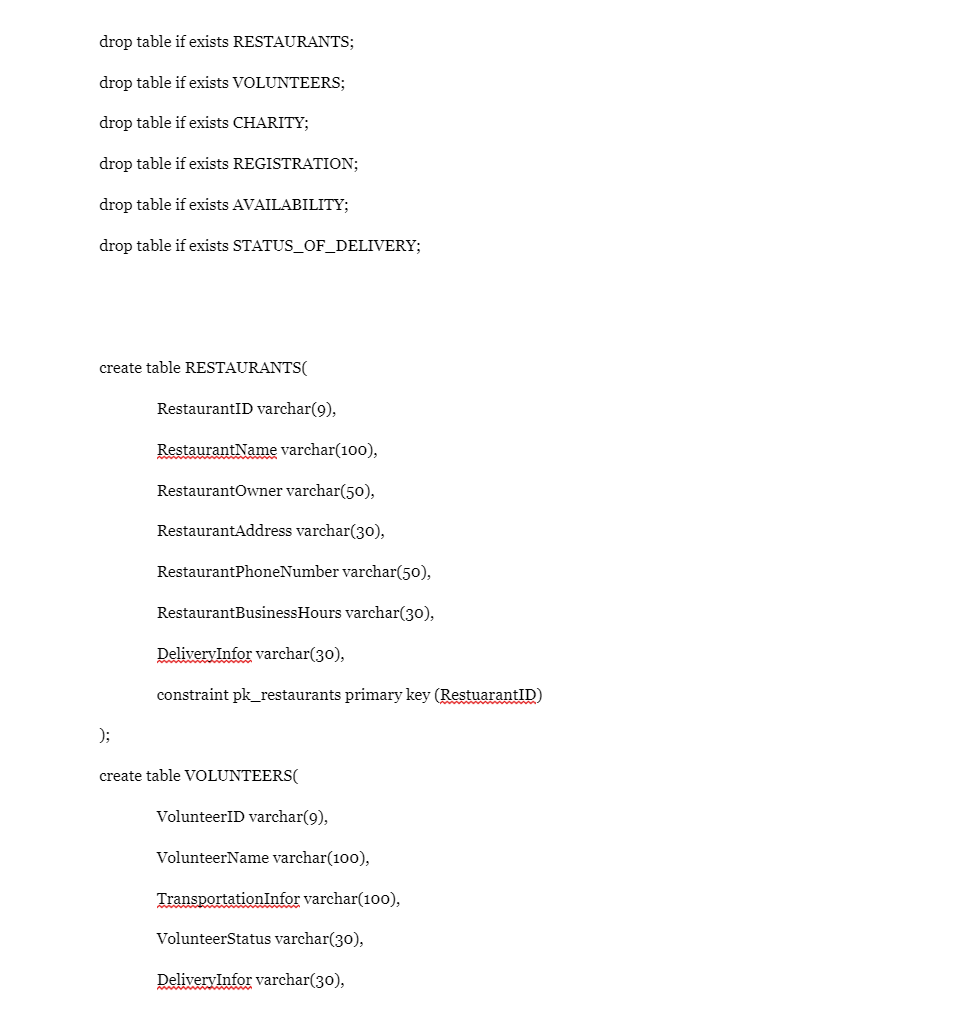 drop table if exists RESTAURANTS;
drop table if exists VOLUNTEERS;
drop table if exists CHARITY;
drop table if exists REGISTRATION;
drop table if exists AVAILABILITY;
drop table if exists STATUS_OF_DELIVERY;
create table RESTAURANTS(
RestaurantID varchar(9),
RestaurantName varchar(100),
RestaurantOwner varchar(50),
RestaurantAddress varchar(30),
RestaurantPhoneNumber varchar(50),
RestaurantBusinessHours varchar(30),
DeliveryInfor varchar(30),
constraint pk_restaurants primary key (RestuarantID)
);
create table VOLUNTEERS(
VolunteerID varchar(9),
VolunteerName varchar(100),
TransportationInfor varchar(100),
VolunteerStatus varchar(30),
DeliveryInfor varchar(30),